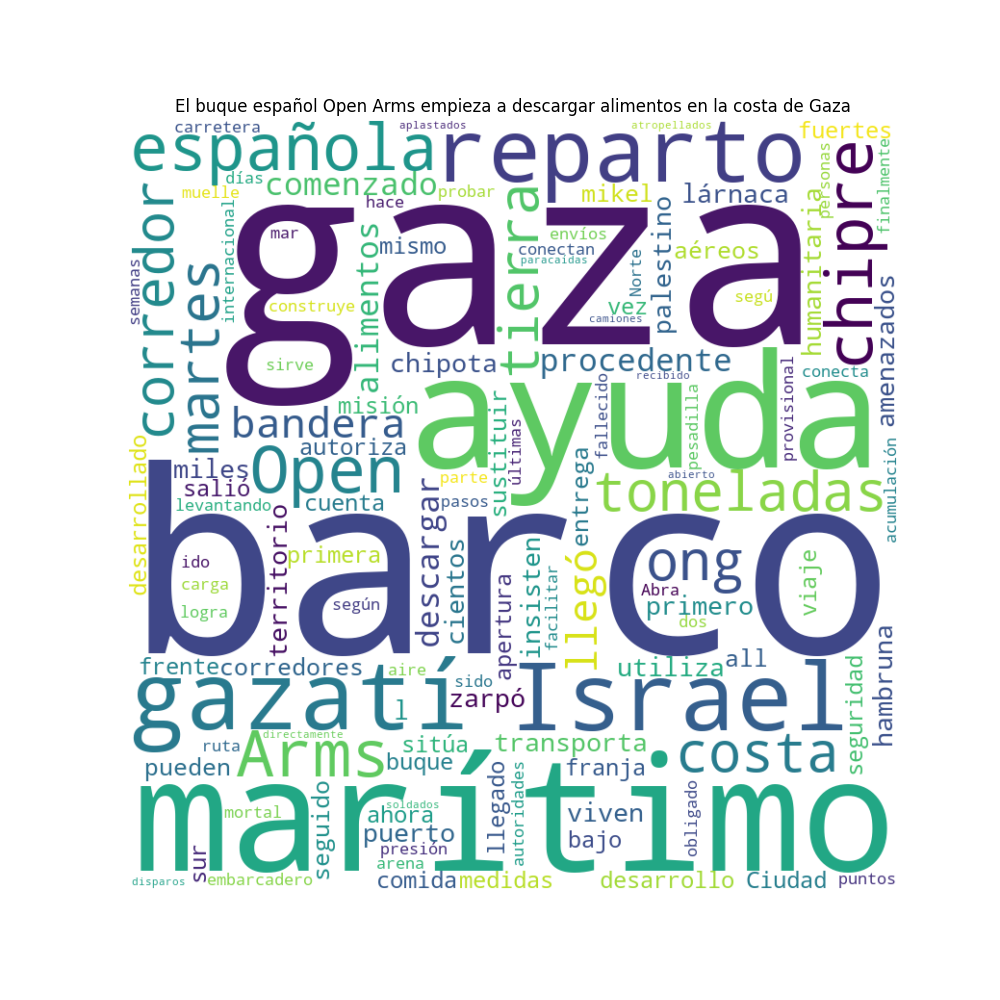 El buque español Open Arms empieza a descargar alimentos en la costa de Gaza
carretera
aplastados
atropellados
fuertes
española
reparto
chipre
personas
finalmentes
días
comenzado
probar
mikel
lárnaca
muelle
hace
corredor
martes
internacional
gaza
mar
mismo
tierra
envíos
conectan
paracaidas
Norte
palestino
aéreos
humanitaria
semanas
construye
alimentos
vez
camiones
segú
amenazados
sirve
chipota
procedente
recibido
conecta
misión
ayuda
fallecido
pesadilla
provisional
bandera
autoriza
sustituir
últimas
desarrollado
miles
Open
parte
abierto
acumulación
salió
levantando
cuenta
descargar
pasos
entrega
toneladas
barco
territorio
primera
cientos
apertura
insisten
facilitar
llegó
ong
viaje
ido
carga
logra
según
Abra
primero
dos
frente
corredores
aire
sido
utiliza
all
seguridad
hambruna
gazatí
l
zarpó
Israel
ruta
directamente
Arms
sitúa
transporta
costa
pueden
buque
franja
marítimo
mortal
seguido
soldados
ahora
llegado
autoridades
viven
obligado
puerto
bajo
sur
presión
arena
disparos
embarcadero
comida
medidas
desarrollo
Ciudad
puntos